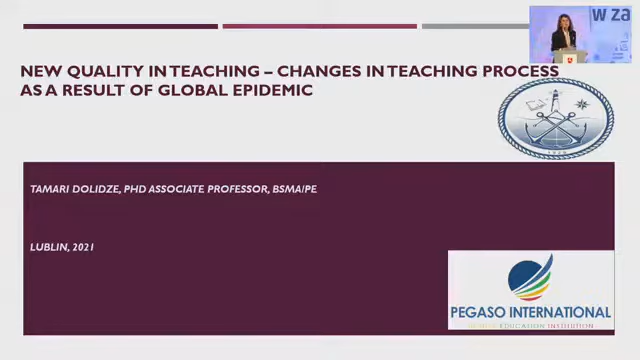 W ZA
NEW QUALITY IN TEACHING – CHANGES IN TEACHING PROCESS
AS A RESULT OF GLOBAL EPIDEMIC
TAMARI DOLIDZE, PHD ASSOCIATE PROFESSOR, BSMA/PE
LUBLIN, 2021
PEGASO INTERNATIONAL
HIGHER EDUCATION INSTITUTION